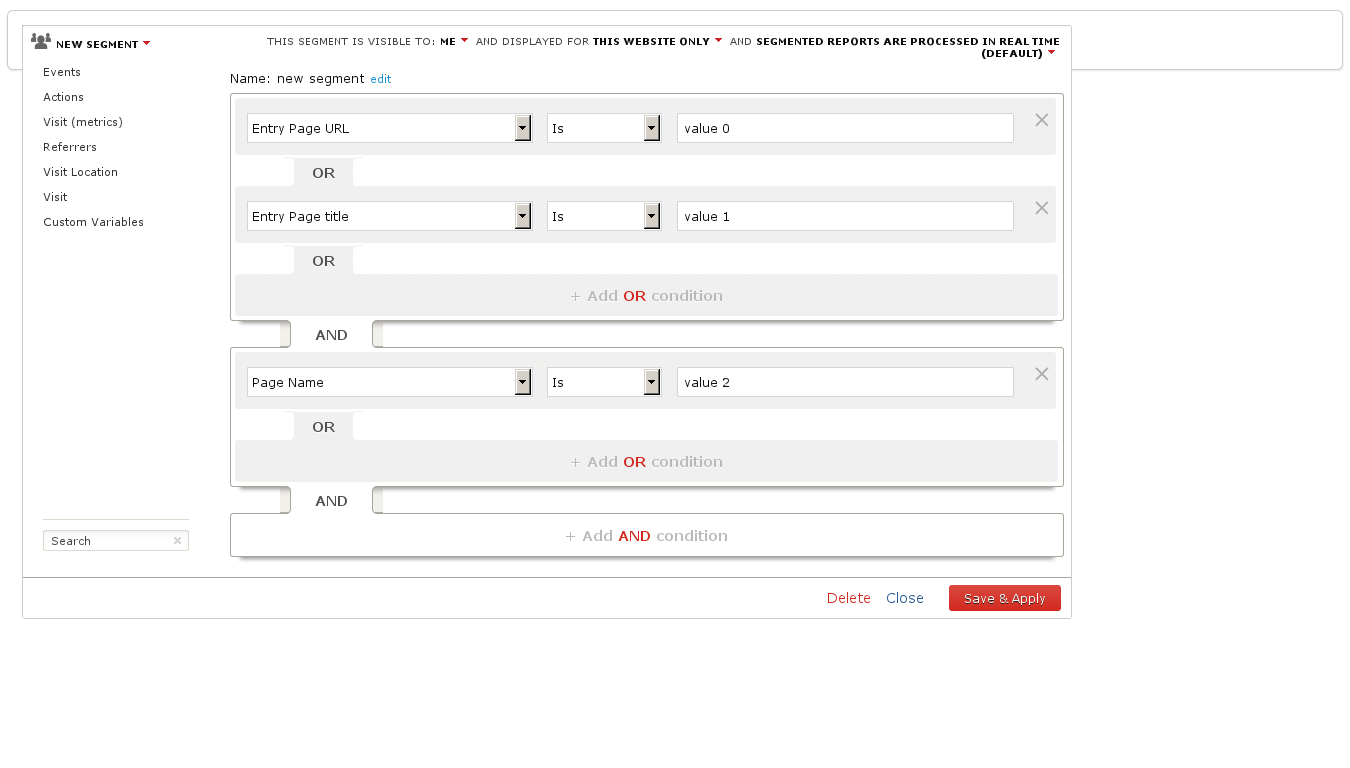 NEW SEGMENT
THIS SEGMENT IS VISIBLE TO: ME AND DISPLAYED FOR THIS WEBSITE ONLY AND SEGMENTED REPORTS ARE PROCESSED IN REAL TIME
(DEFAULT)
Events
Actions
Visit (metrics)
Referrers
Visit Location
Visit
Custom Variables
Search
Name: new segment edit
Entry Page URL Is value 0
OR
Entry Page title Is value 1
OR
+ Add OR condition
AND
Page Name Is value 2
OR
+ Add OR condition
AND
+ Add AND condition
Delete Close Save & Apply